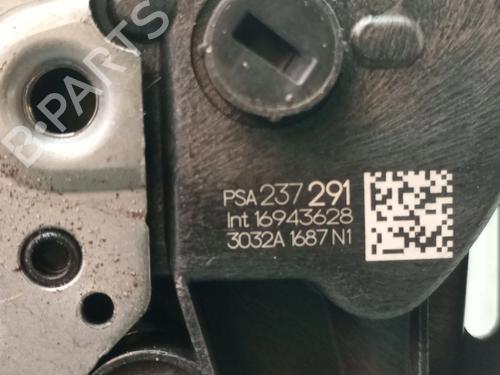 B-PARTS
PSA 237 291
Int 16943628
3032A 1687 N1